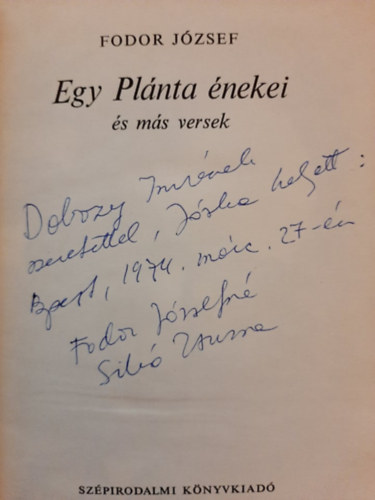 FODOR JÓZSEF
Egy Plánta énekei
és más versek
Dobozy Imrének
szeretettel, Jóska helyett:
Bpest, 1974. márc. 27-én
Fodor Józsefné
Sikó Zsuzsa
SZÉPIRODALMI KÖNYVKIADÓ